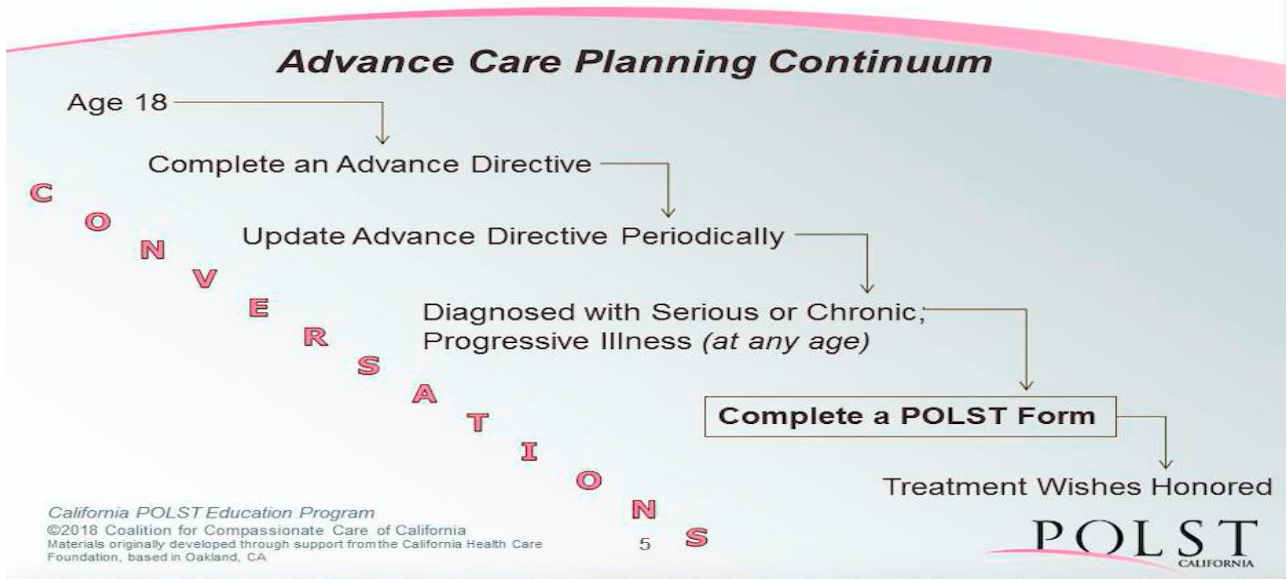 Advance Care Planning Continuum
Age 18
Complete an Advance Directive
Update Advance Directive Periodically
Diagnosed with Serious or Chronic,
Progressive Illness (at any age)
Complete a POLST Form
Treatment Wishes Honored
CONVERSATIONS
California POLST Education Program
©2018 Coalition for Compassionate Care of California
Materials originally developed through support from the California Health Care
Foundation, based in Oakland, CA
5
POLST
CALIFORNIA